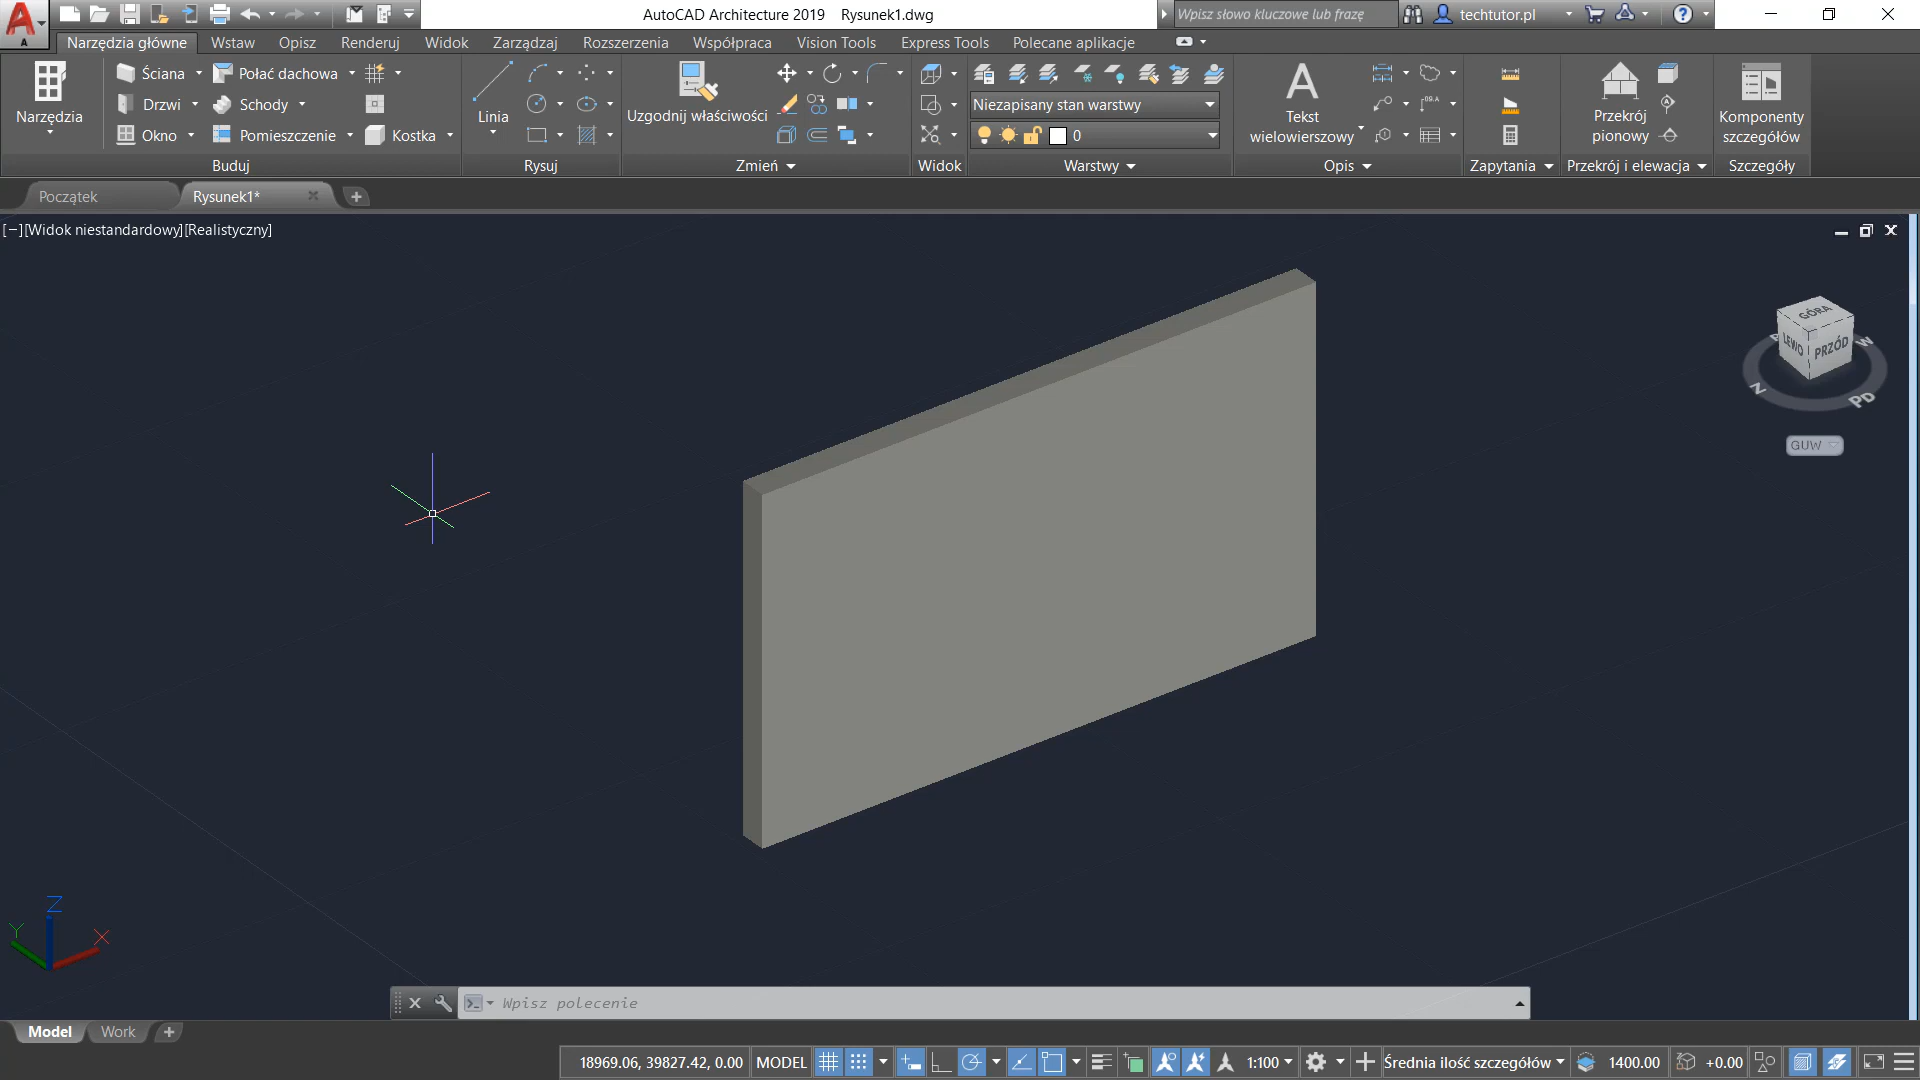 AutoCAD Architecture 2019 Rysunek1.dwg
Wpisz słowo kluczowe lub frazę
techtutor.pl
Narzędzia główne Wstaw Opisz Renderuj Widok Zarządzaj Rozszerzenia Współpraca Vision Tools Express Tools Polecane aplikacje
Narzędzia
Ściana Połać dachowa
Drzwi Schody
Okno Pomieszczenie Kostka
Linia
Uzgodnij właściwości
Niezapisany stan warstwy
0
Tekst
wielowierszowy
Przekrój
pionowy
Komponenty
szczegółów
Buduj Rysuj Zmień Widok Warstwy Opis Zapytania Przekrój i elewacja Szczegóły
Początek Rysunek1*
[−][Widok niestandardowy][Realistyczny]
GÓRA
LEWO PRZÓD
W
Z
PD
GUW
Z
Y
X
Wpisz polecenie
Model Work
18969.06, 39827.42, 0.00 MODEL 1:100 Średnia ilość szczegółów 1400.00 +0.00